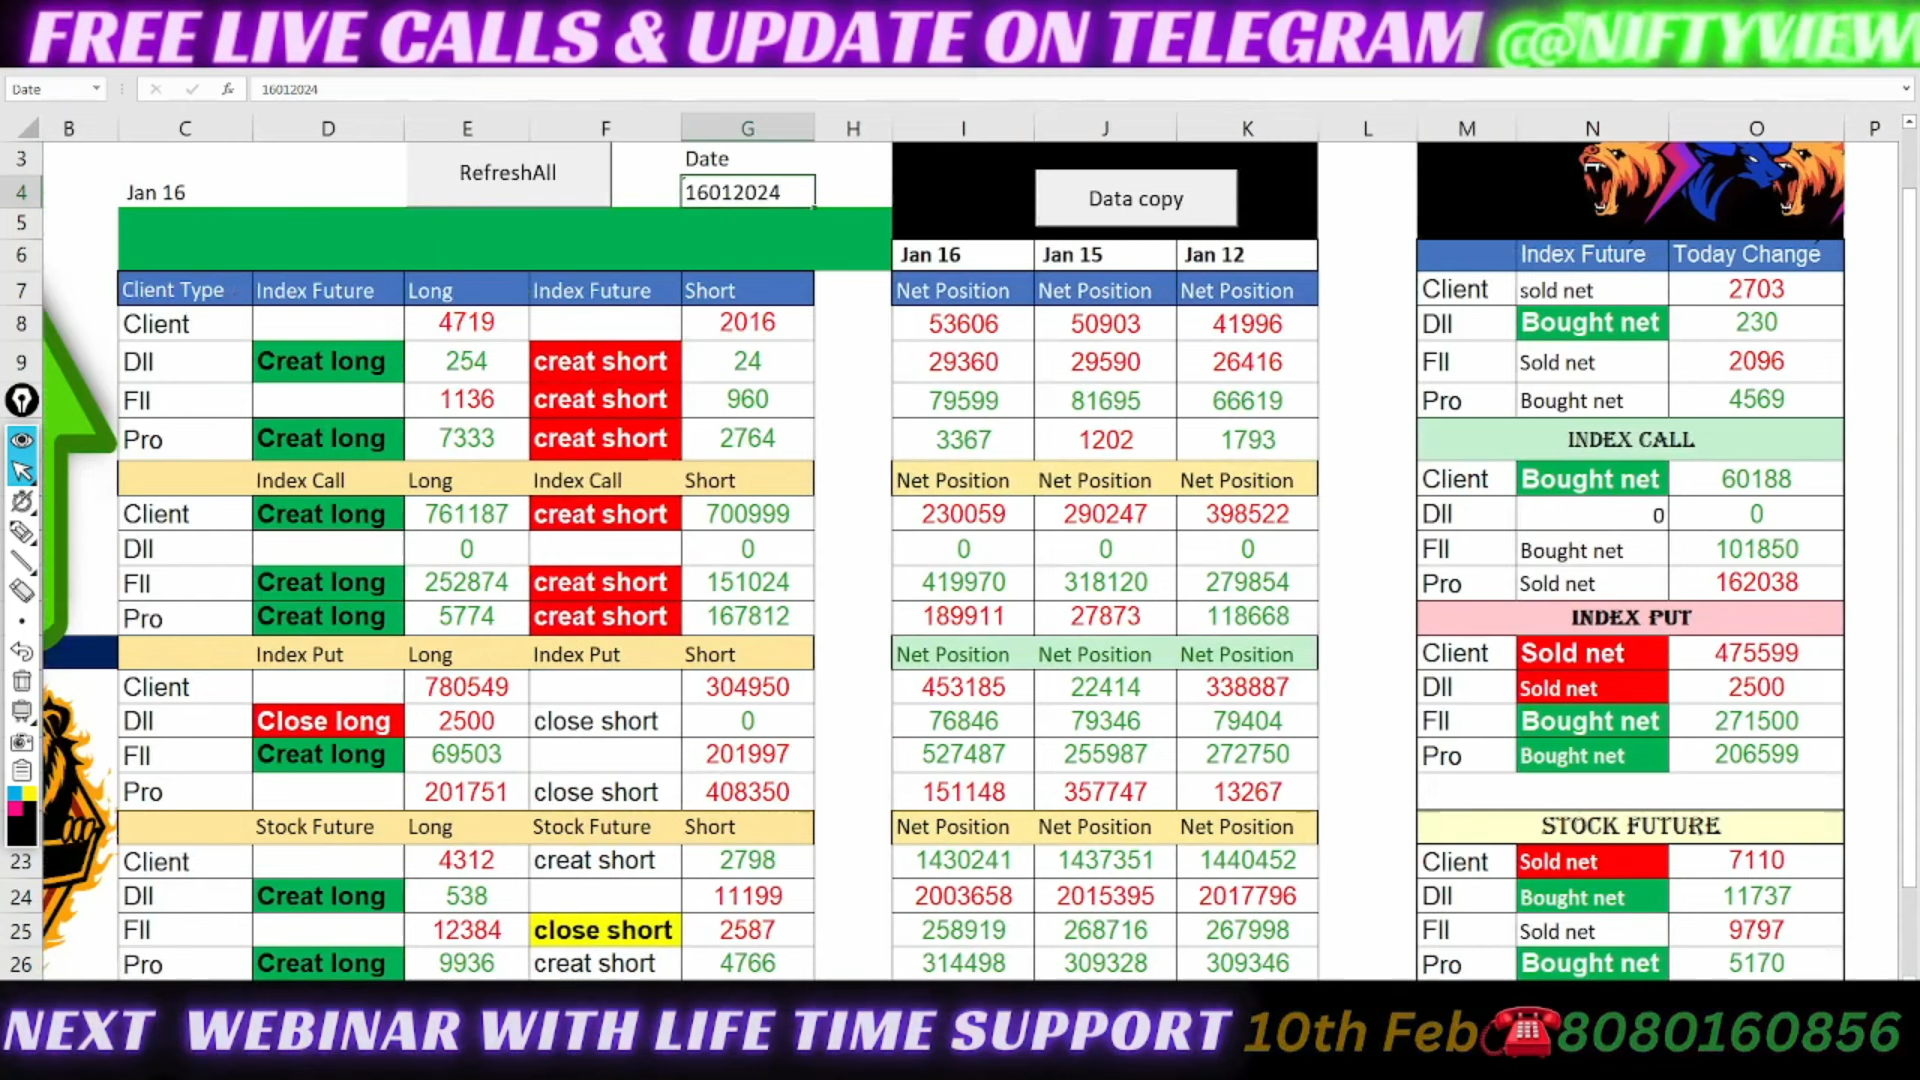 FREE LIVE CALLS & UPDATE ON TELEGRAM @NIFTYVIEW
Date 16012024
B C D E F G H I J K L M N O P
3 RefreshAll Date
4 Jan 16 16012024 Data copy
5
6 Jan 16 Jan 15 Jan 12 Index Future Today Change
7 Client Type Index Future Long Index Future Short Net Position Net Position Net Position Client sold net 2703
8 Client 4719 2016 53606 50903 41996 DII Bought net 230
9 DII Creat long 254 creat short 24 29360 29590 26416 FII Sold net 2096
FII 1136 creat short 960 79599 81695 66619 Pro Bought net 4569
Pro Creat long 7333 creat short 2764 3367 1202 1793 INDEX CALL
Index Call Long Index Call Short Net Position Net Position Net Position Client Bought net 60188
Client Creat long 761187 creat short 700999 230059 290247 398522 DII 0 0
DII 0 0 0 0 0 FII Bought net 101850
FII Creat long 252874 creat short 151024 419970 318120 279854 Pro Sold net 162038
Pro Creat long 5774 creat short 167812 189911 27873 118668 INDEX PUT
Index Put Long Index Put Short Net Position Net Position Net Position Client Sold net 475599
Client 780549 304950 453185 22414 338887 DII Sold net 2500
DII Close long 2500 close short 0 76846 79346 79404 FII Bought net 271500
FII Creat long 69503 201997 527487 255987 272750 Pro Bought net 206599
Pro 201751 close short 408350 151148 357747 13267
Stock Future Long Stock Future Short Net Position Net Position Net Position STOCK FUTURE
23 Client 4312 creat short 2798 1430241 1437351 1440452 Client Sold net 7110
24 DII Creat long 538 11199 2003658 2015395 2017796 DII Bought net 11737
25 FII 12384 close short 2587 258919 268716 267998 FII Sold net 9797
26 Pro Creat long 9936 creat short 4766 314498 309328 309346 Pro Bought net 5170
NEXT WEBINAR WITH LIFE TIME SUPPORT 10th Feb 8080160856